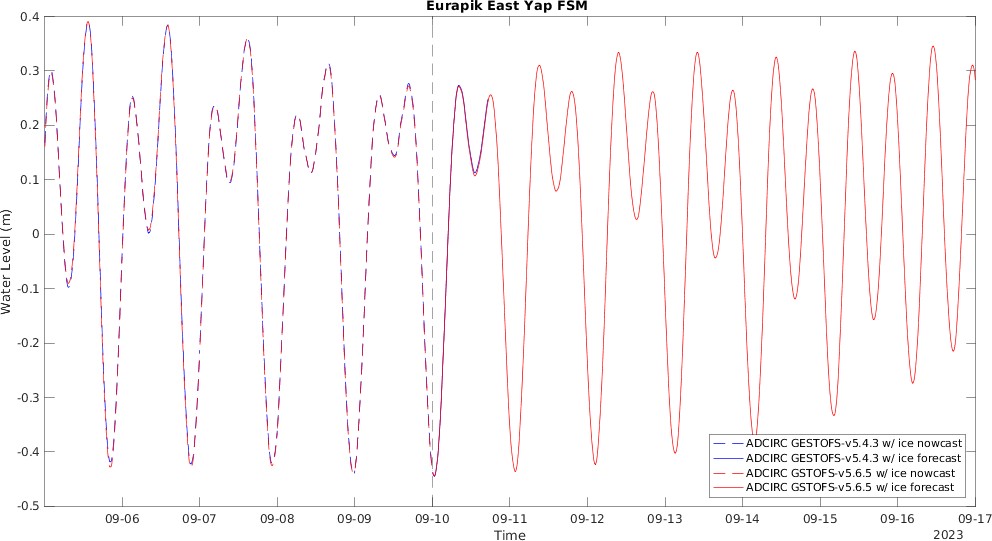 Eurapik East Yap FSM
Water Level (m)
0.4
0.3
0.2
0.1
0
-0.1
-0.2
-0.3
-0.4
-0.5
ADCIRC GESTOFS-v5.4.3 w/ ice nowcast
ADCIRC GESTOFS-v5.4.3 w/ ice forecast
ADCIRC GSTOFS-v5.6.5 w/ ice nowcast
ADCIRC GSTOFS-v5.6.5 w/ ice forecast
09-06 09-07 09-08 09-09 09-10 09-11 09-12 09-13 09-14 09-15 09-16 09-17
Time
2023